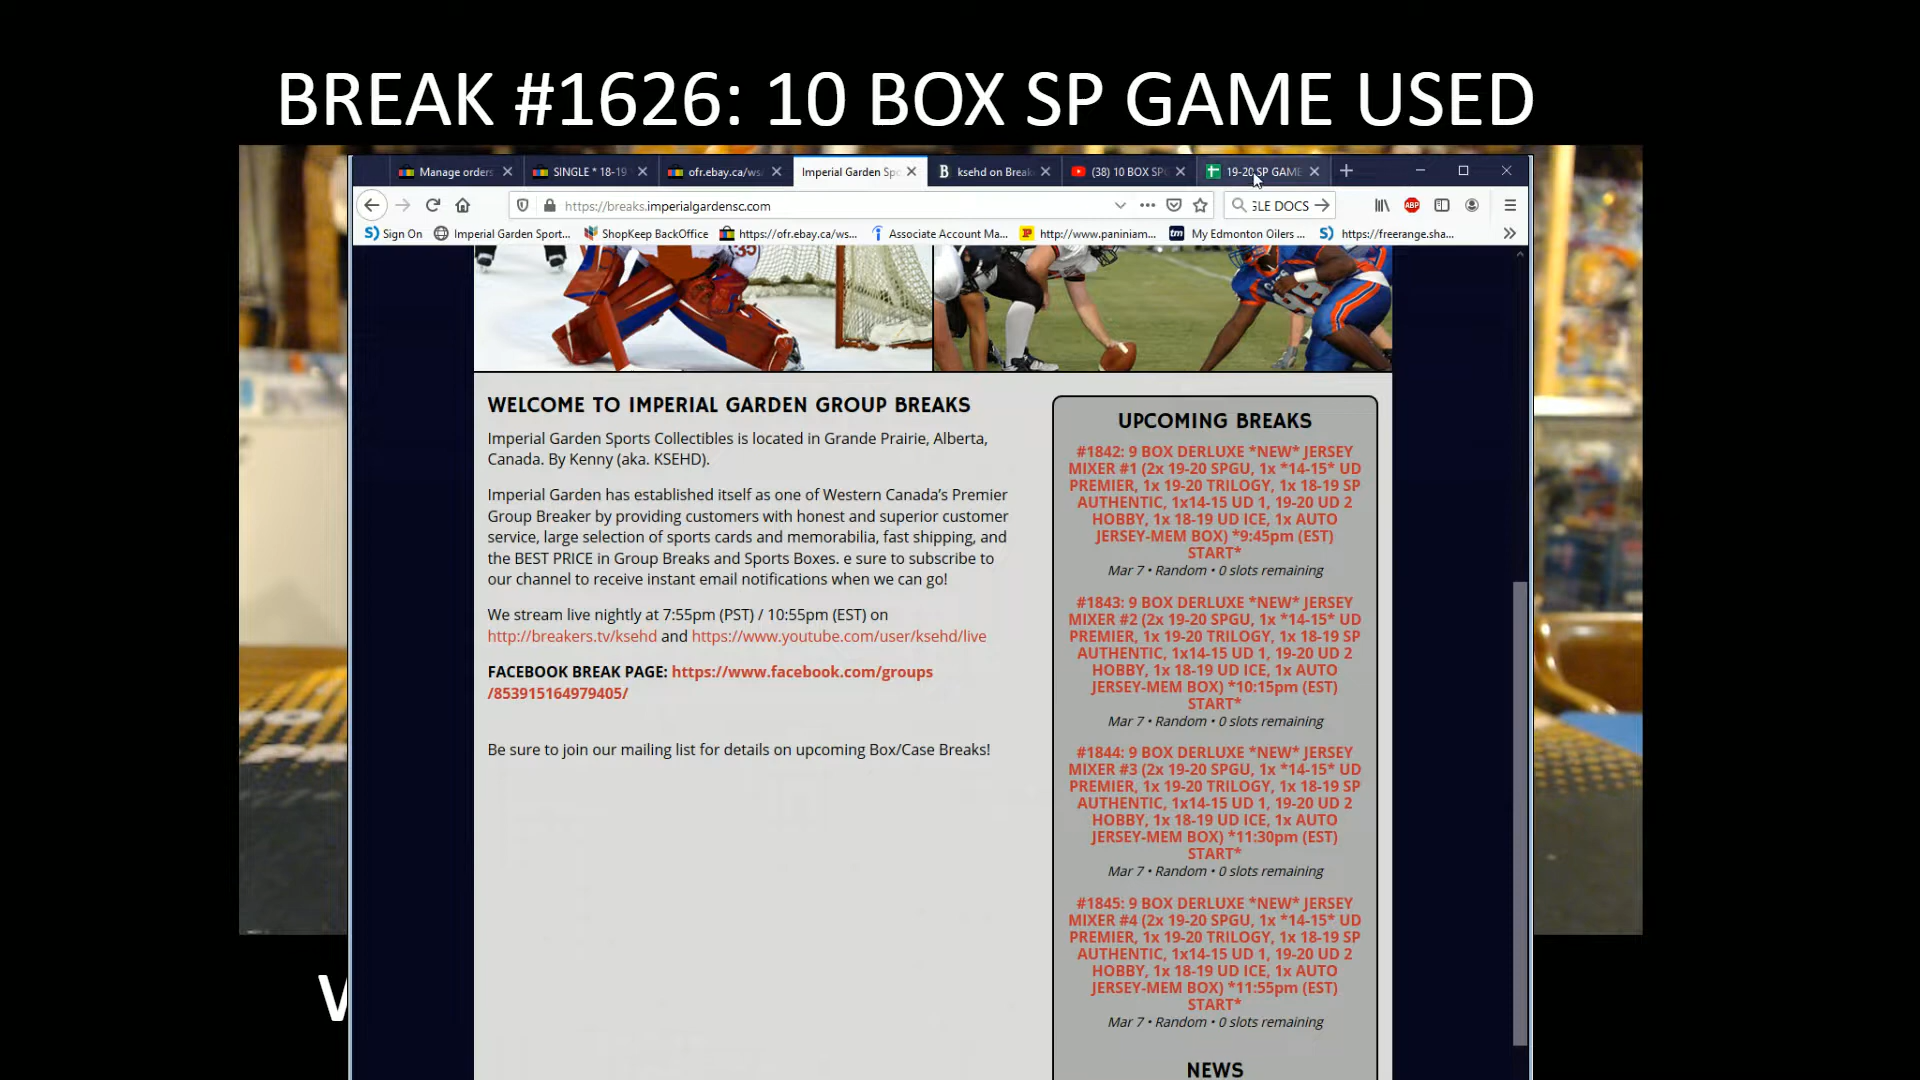 BREAK #1626: 10 BOX SP GAME USED
Manage orders
SINGLE * 18-19
ofr.ebay.ca/ws
Imperial Garden Spo
ksehd on Break
(38) 10 BOX SP
19-20 SP GAME
https://breaks.imperialgardensc.com
GLE DOCS
Sign On
Imperial Garden Sport...
ShopKeep BackOffice
https://ofr.ebay.ca/ws...
Associate Account Ma...
http://www.paniniam...
My Edmonton Oilers ...
https://freerange.sha...
WELCOME TO IMPERIAL GARDEN GROUP BREAKS
Imperial Garden Sports Collectibles is located in Grande Prairie, Alberta,
Canada. By Kenny (aka. KSEHD).
Imperial Garden has established itself as one of Western Canada's Premier
Group Breaker by providing customers with honest and superior customer
service, large selection of sports cards and memorabilia, fast shipping, and
the BEST PRICE in Group Breaks and Sports Boxes. e sure to subscribe to
our channel to receive instant email notifications when we can go!
We stream live nightly at 7:55pm (PST) / 10:55pm (EST) on
http://breakers.tv/ksehd and https://www.youtube.com/user/ksehd/live
FACEBOOK BREAK PAGE: https://www.facebook.com/groups
/853915164979405/
Be sure to join our mailing list for details on upcoming Box/Case Breaks!
UPCOMING BREAKS
#1842: 9 BOX DERLUXE *NEW* JERSEY
MIXER #1 (2x 19-20 SPGU, 1x *14-15* UD
PREMIER, 1x 19-20 TRILOGY, 1x 18-19 SP
AUTHENTIC, 1x14-15 UD 1, 19-20 UD 2
HOBBY, 1x 18-19 UD ICE, 1x AUTO
JERSEY-MEM BOX) *9:45pm (EST)
START*
Mar 7 • Random • 0 slots remaining
#1843: 9 BOX DERLUXE *NEW* JERSEY
MIXER #2 (2x 19-20 SPGU, 1x *14-15* UD
PREMIER, 1x 19-20 TRILOGY, 1x 18-19 SP
AUTHENTIC, 1x14-15 UD 1, 19-20 UD 2
HOBBY, 1x 18-19 UD ICE, 1x AUTO
JERSEY-MEM BOX) *10:15pm (EST)
START*
Mar 7 • Random • 0 slots remaining
#1844: 9 BOX DERLUXE *NEW* JERSEY
MIXER #3 (2x 19-20 SPGU, 1x *14-15* UD
PREMIER, 1x 19-20 TRILOGY, 1x 18-19 SP
AUTHENTIC, 1x14-15 UD 1, 19-20 UD 2
HOBBY, 1x 18-19 UD ICE, 1x AUTO
JERSEY-MEM BOX) *11:30pm (EST)
START*
Mar 7 • Random • 0 slots remaining
#1845: 9 BOX DERLUXE *NEW* JERSEY
MIXER #4 (2x 19-20 SPGU, 1x *14-15* UD
PREMIER, 1x 19-20 TRILOGY, 1x 18-19 SP
AUTHENTIC, 1x14-15 UD 1, 19-20 UD 2
HOBBY, 1x 18-19 UD ICE, 1x AUTO
JERSEY-MEM BOX) *11:55pm (EST)
START*
Mar 7 • Random • 0 slots remaining
NEWS